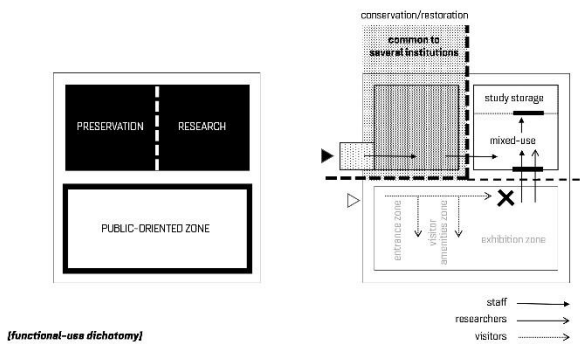 conservation/restoration
common to
several institutions
PRESERVATION
RESEARCH
study storage
mixed-use
PUBLIC-ORIENTED ZONE
entrance zone
visitor
amenities zone
exhibition zone
staff
researchers
visitors
[functional-use dichotomy]